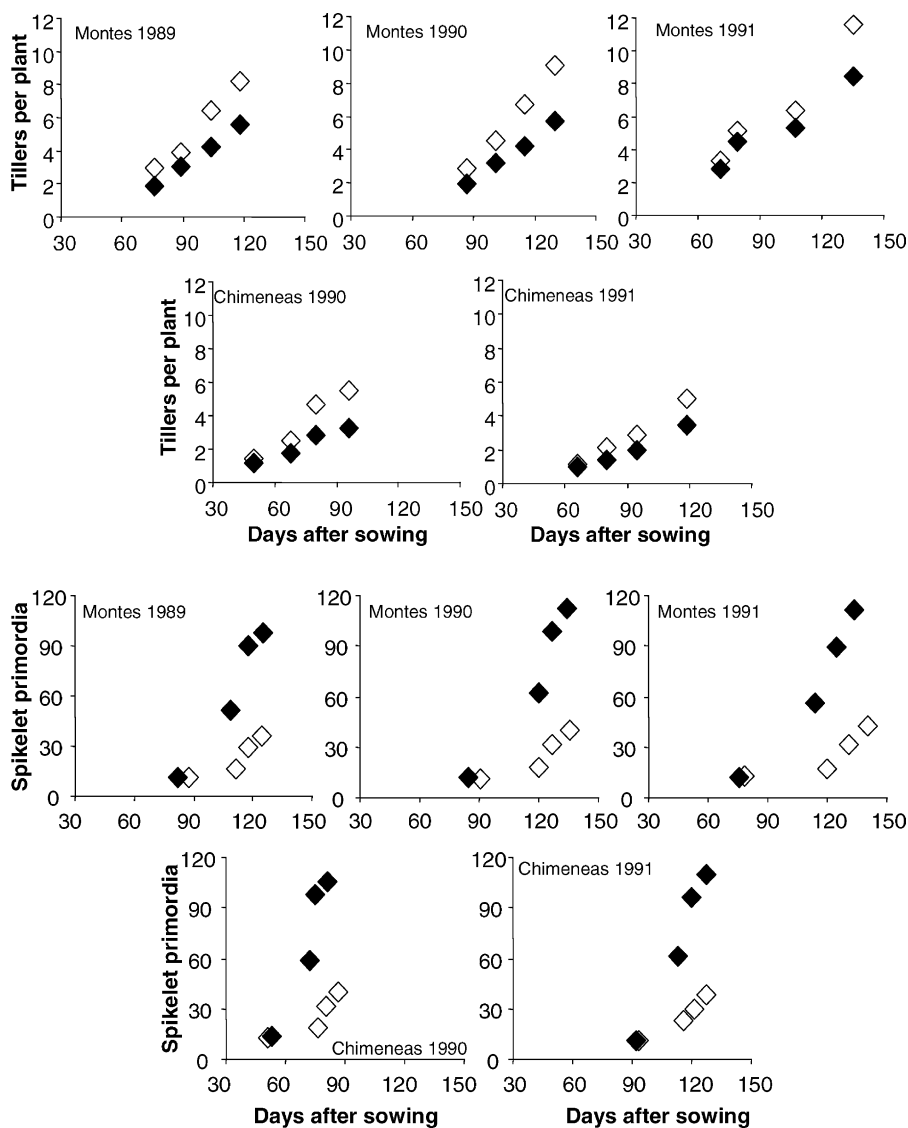 Tillers per plant
Montes 1989
12
10
8
6
4
2
0
30 60 90 120 150
Montes 1990
12
10
8
6
4
2
0
30 60 90 120 150
Montes 1991
12
10
8
6
4
2
0
30 60 90 120 150
Tillers per plant
Chimeneas 1990
12
10
8
6
4
2
0
30 60 90 120 150
Days after sowing
Chimeneas 1991
12
10
8
6
4
2
0
30 60 90 120 150
Days after sowing
Spikelet primordia
Montes 1989
120
90
60
30
0
30 60 90 120 150
Montes 1990
120
90
60
30
0
30 60 90 120 150
Montes 1991
120
90
60
30
0
30 60 90 120 150
Spikelet primordia
120
90
60
30
0
Chimeneas 1990
30 60 90 120 150
Days after sowing
Chimeneas 1991
120
90
60
30
0
30 60 90 120 150
Days after sowing